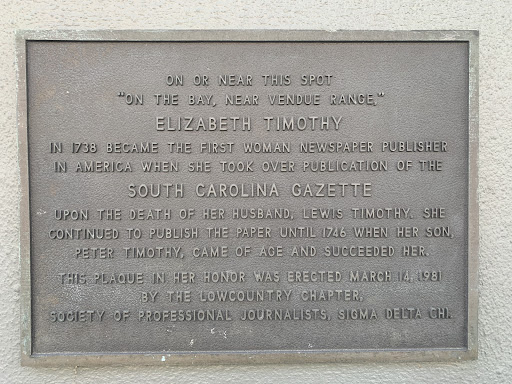 ON OR NEAR THIS SPOT
"ON THE BAY, NEAR VENDUE RANGE,"
ELIZABETH TIMOTHY
IN 1738 BECAME THE FIRST WOMAN NEWSPAPER PUBLISHER
IN AMERICA WHEN SHE TOOK OVER PUBLICATION OF THE
SOUTH CAROLINA GAZETTE
UPON THE DEATH OF HER HUSBAND, LEWIS TIMOTHY. SHE
CONTINUED TO PUBLISH THE PAPER UNTIL 1746 WHEN HER SON,
PETER TIMOTHY, CAME OF AGE AND SUCCEEDED HER.
THIS PLAQUE IN HER HONOR WAS ERECTED MARCH 14, 1981
BY THE LOWCOUNTRY CHAPTER,
SOCIETY OF PROFESSIONAL JOURNALISTS, SIGMA DELTA CHI.